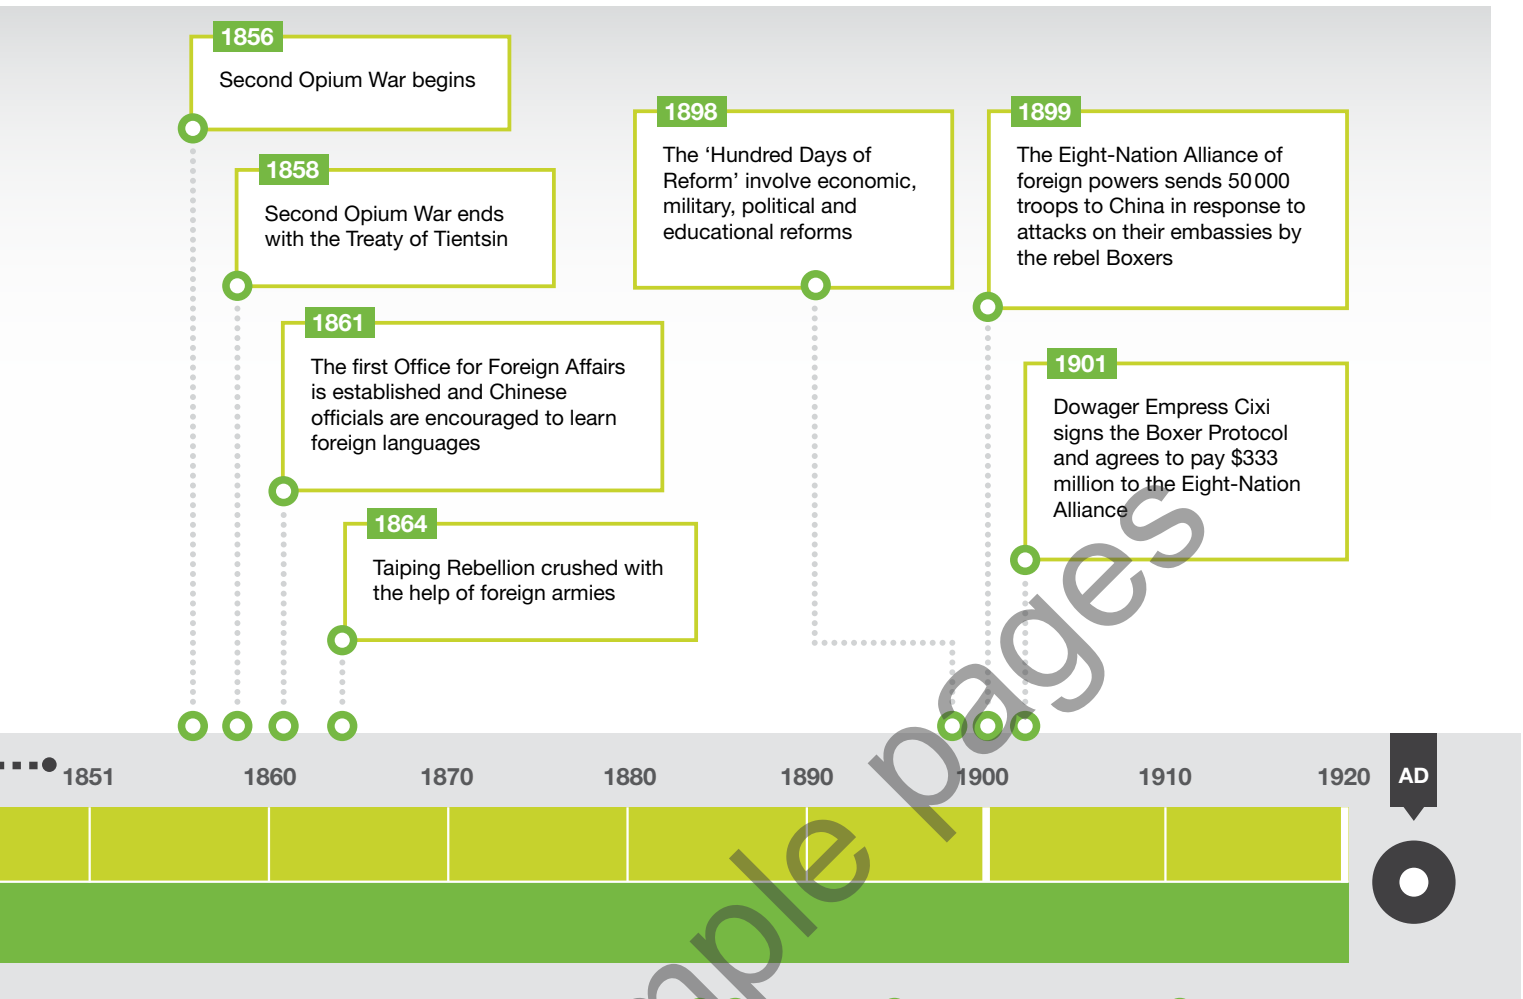 1856
Second Opium War begins
1858
Second Opium War ends
with the Treaty of Tientsin
1861
The first Office for Foreign Affairs
is established and Chinese
officials are encouraged to learn
foreign languages
1864
Taiping Rebellion crushed with
the help of foreign armies
1898
The ‘Hundred Days of
Reform’ involve economic,
military, political and
educational reforms
1899
The Eight-Nation Alliance of
foreign powers sends 50 000
troops to China in response to
attacks on their embassies by
the rebel Boxers
1901
Dowager Empress Cixi
signs the Boxer Protocol
and agrees to pay $333
million to the Eight-Nation
Alliance
1851 1860 1870 1880 1890 1900 1910 1920 AD
mple pages